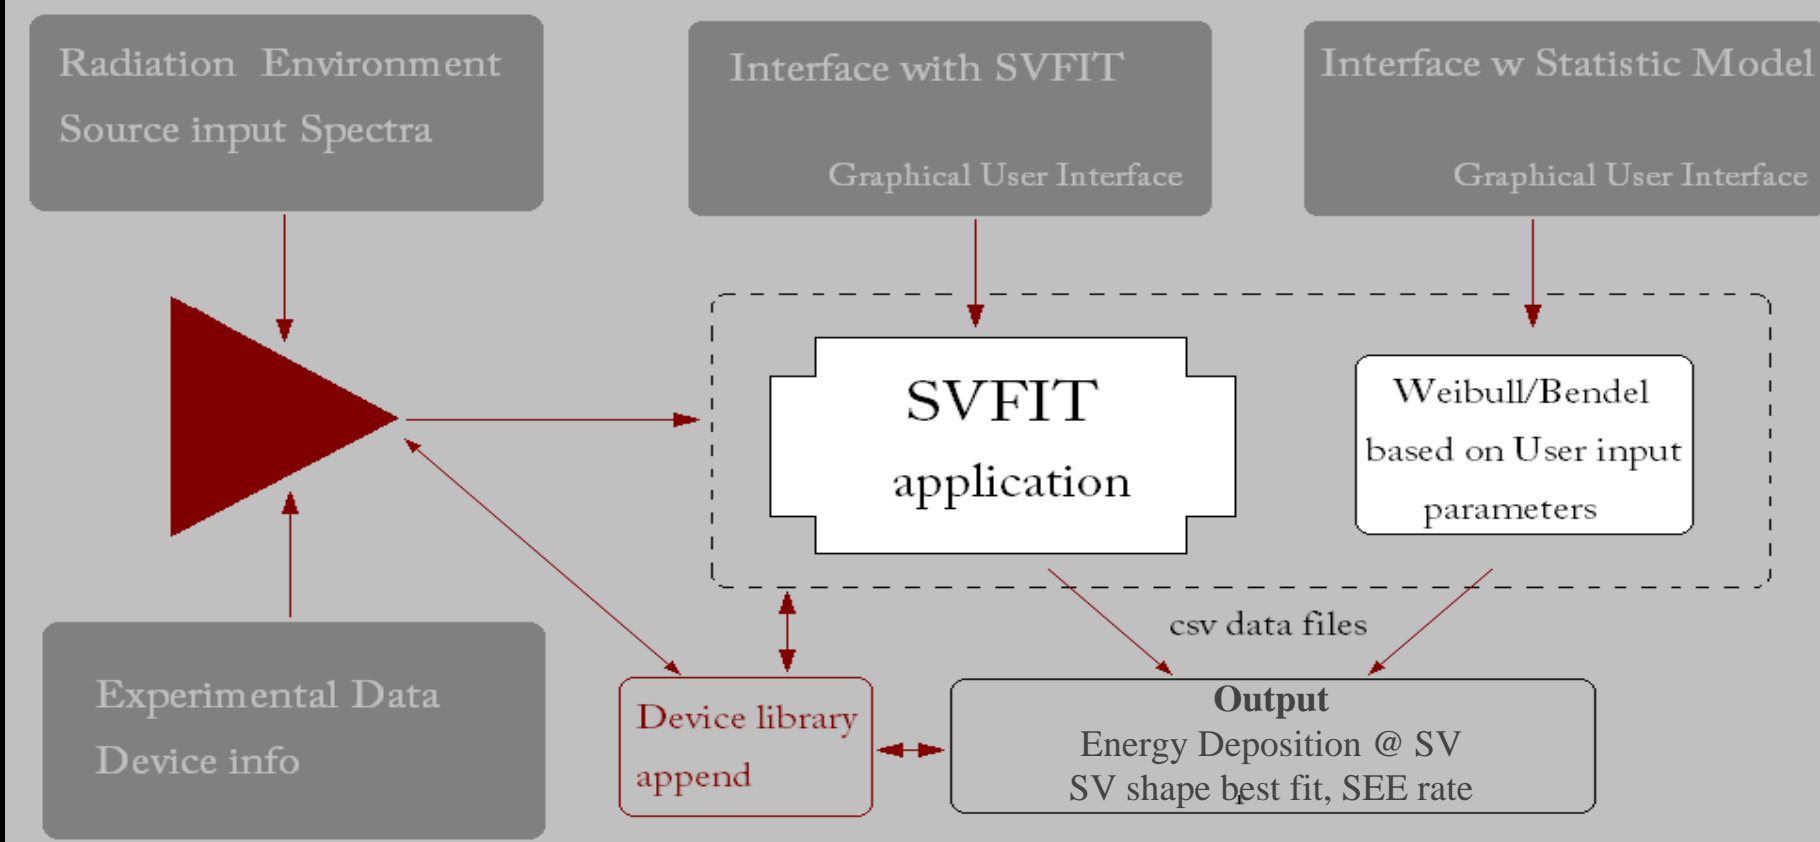 Radiation Environment
Source input Spectra
Interface with SVFIT
Graphical User Interface
Interface w Statistic Model
Graphical User Interface
SVFIT
application
Weibull/Bendel
based on User input
parameters
csv data files
Experimental Data
Device info
Device library
append
Output
Energy Deposition @ SV
SV shape best fit, SEE rate